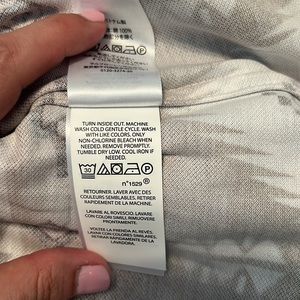 100%
TURN INSIDE OUT. MACHINE
WASH COLD GENTLE CYCLE. WASH
WITH LIKE COLORS. ONLY
NON-CHLORINE BLEACH WHEN
NEEDED. REMOVE PROMPTLY.
TUMBLE DRY LOW. COOL IRON IF
NEEDED.
30
n°1529 ®
RETOURNER. LAVER AVEC DES
COULEURS SEMBLABLES. RETIRER
RAPIDEMENT DE LA MACHINE.
LAVARE AL ROVESCIO. LAVARE
CON COLORI SIMILI. RIMUOVERE
PRONTAMENTE.
VOLTEE LA PRENDA AL REVÉS.
LAVAR CON COLORES SIMILARES.
RETIRAR RÁPIDAMENTE DE LA
LAVADORA.